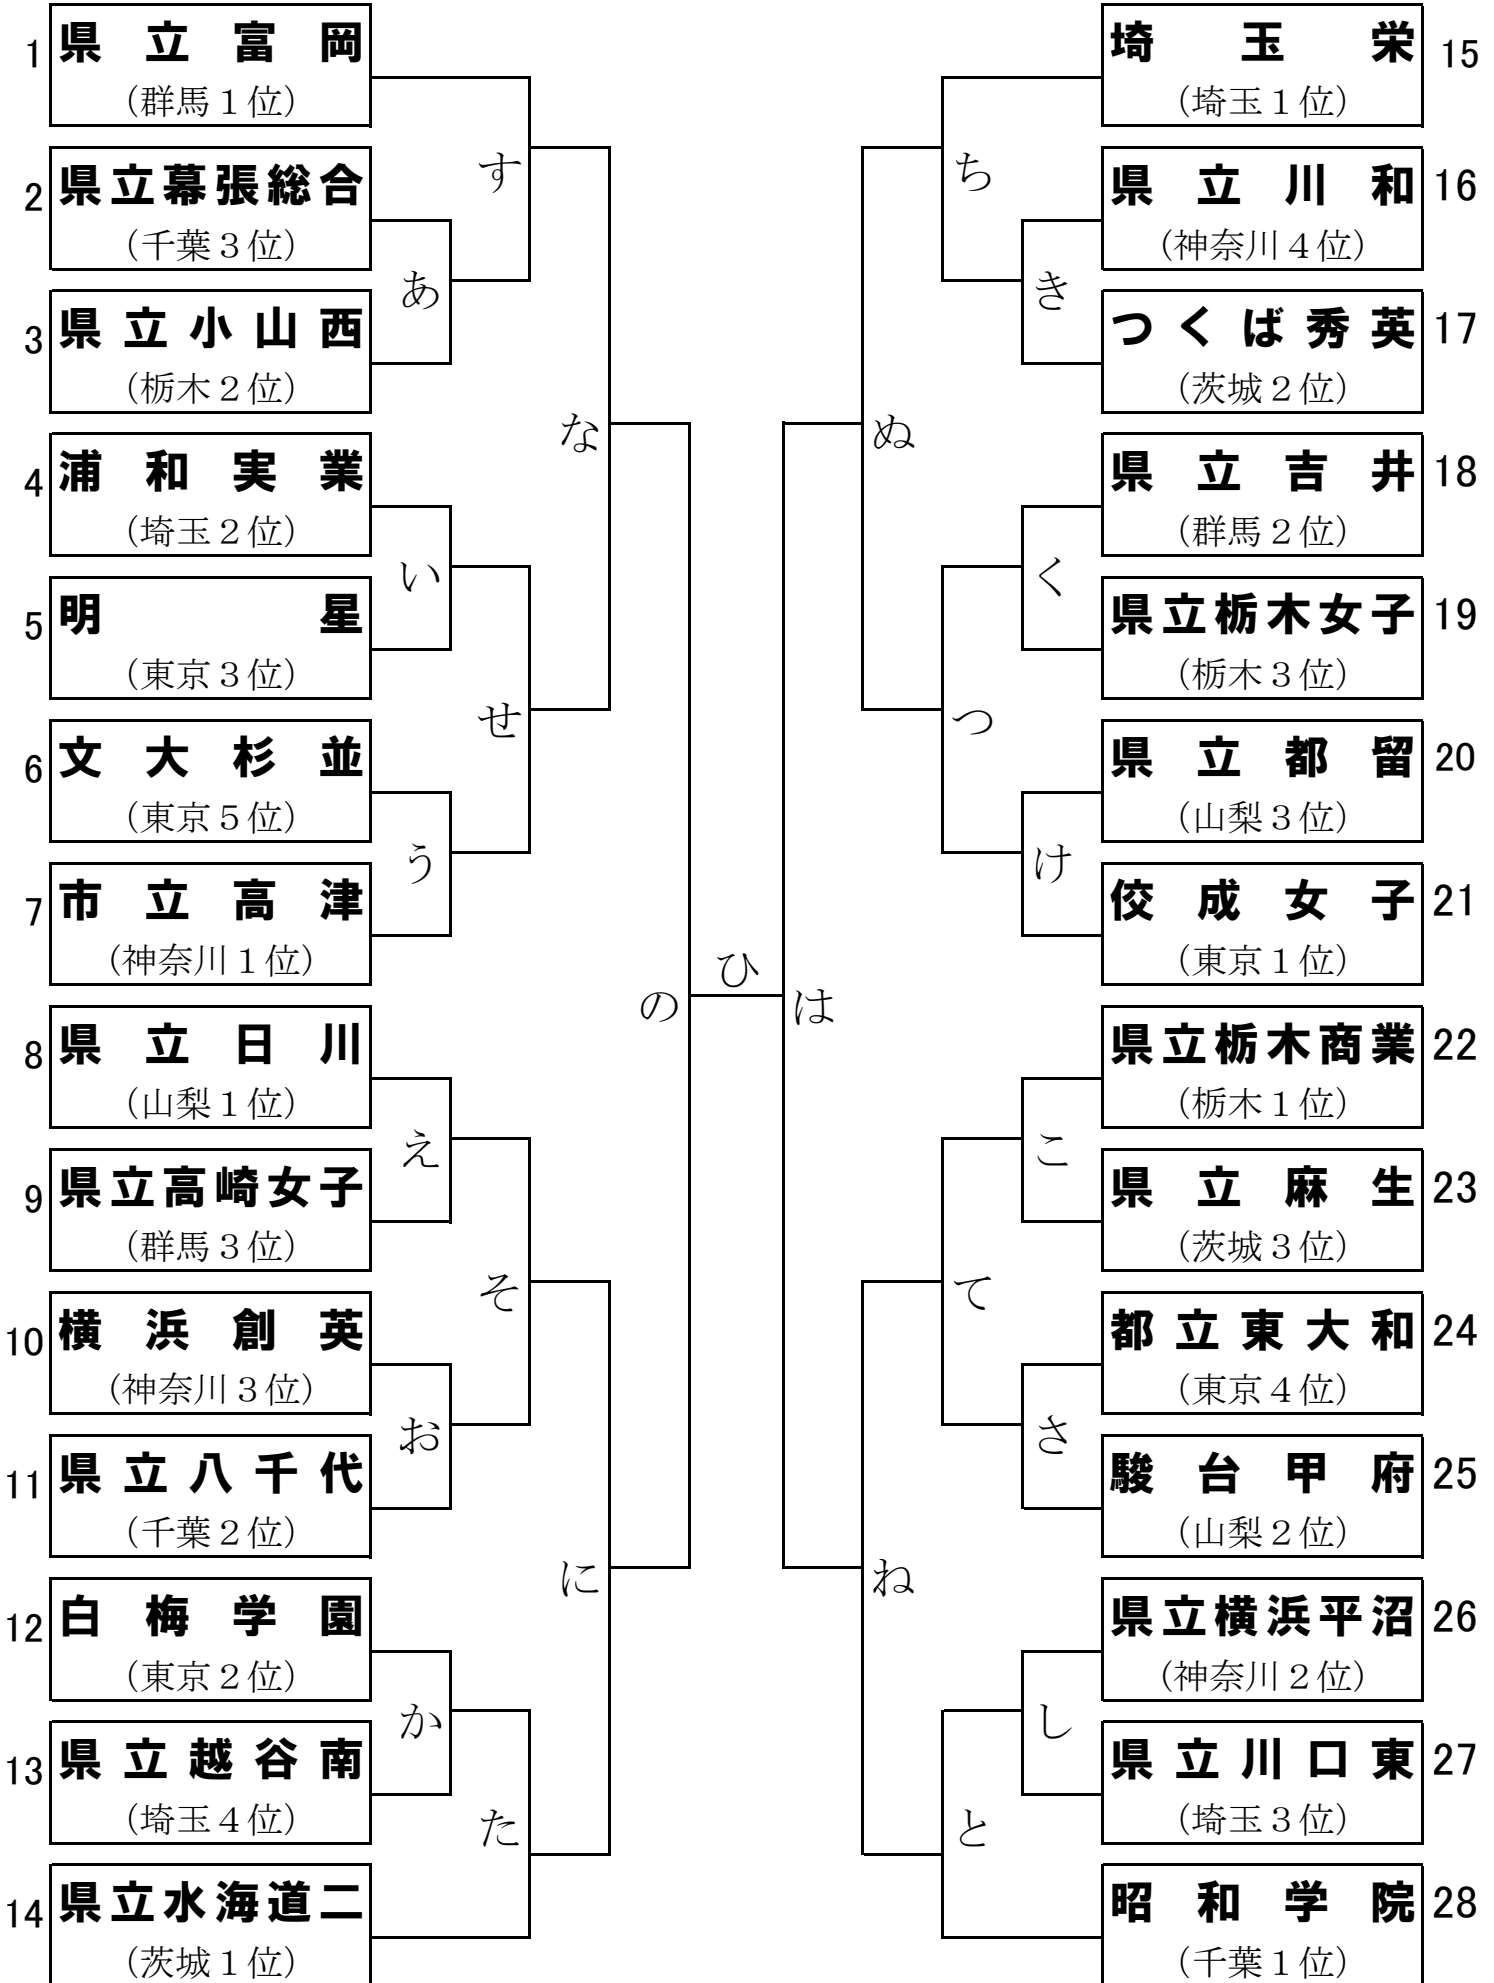 1 県立富岡
（群馬１位）
2 県立幕張総合
（千葉３位）
3 県立小山西
（栃木２位）
4 浦和実業
（埼玉２位）
5 明星
（東京３位）
6 文大杉並
（東京５位）
7 市立高津
（神奈川１位）
8 県立日川
（山梨１位）
9 県立高崎女子
（群馬３位）
10 横浜創英
（神奈川３位）
11 県立八千代
（千葉２位）
12 白梅学園
（東京２位）
13 県立越谷南
（埼玉４位）
14 県立水海道二
（茨城１位）
あ
い
う
え
お
か
す
せ
そ
た
な
に
の
ひ
は
ぬ
ね
ち
つ
て
と
き
く
け
こ
さ
し
埼玉栄 15
（埼玉１位）
県立川和 16
（神奈川４位）
つくば秀英 17
（茨城２位）
県立吉井 18
（群馬２位）
県立栃木女子 19
（栃木３位）
県立都留 20
（山梨３位）
佼成女子 21
（東京１位）
県立栃木商業 22
（栃木１位）
県立麻生 23
（茨城３位）
都立東大和 24
（東京４位）
駿台甲府 25
（山梨２位）
県立横浜平沼 26
（神奈川２位）
県立川口東 27
（埼玉３位）
昭和学院 28
（千葉１位）